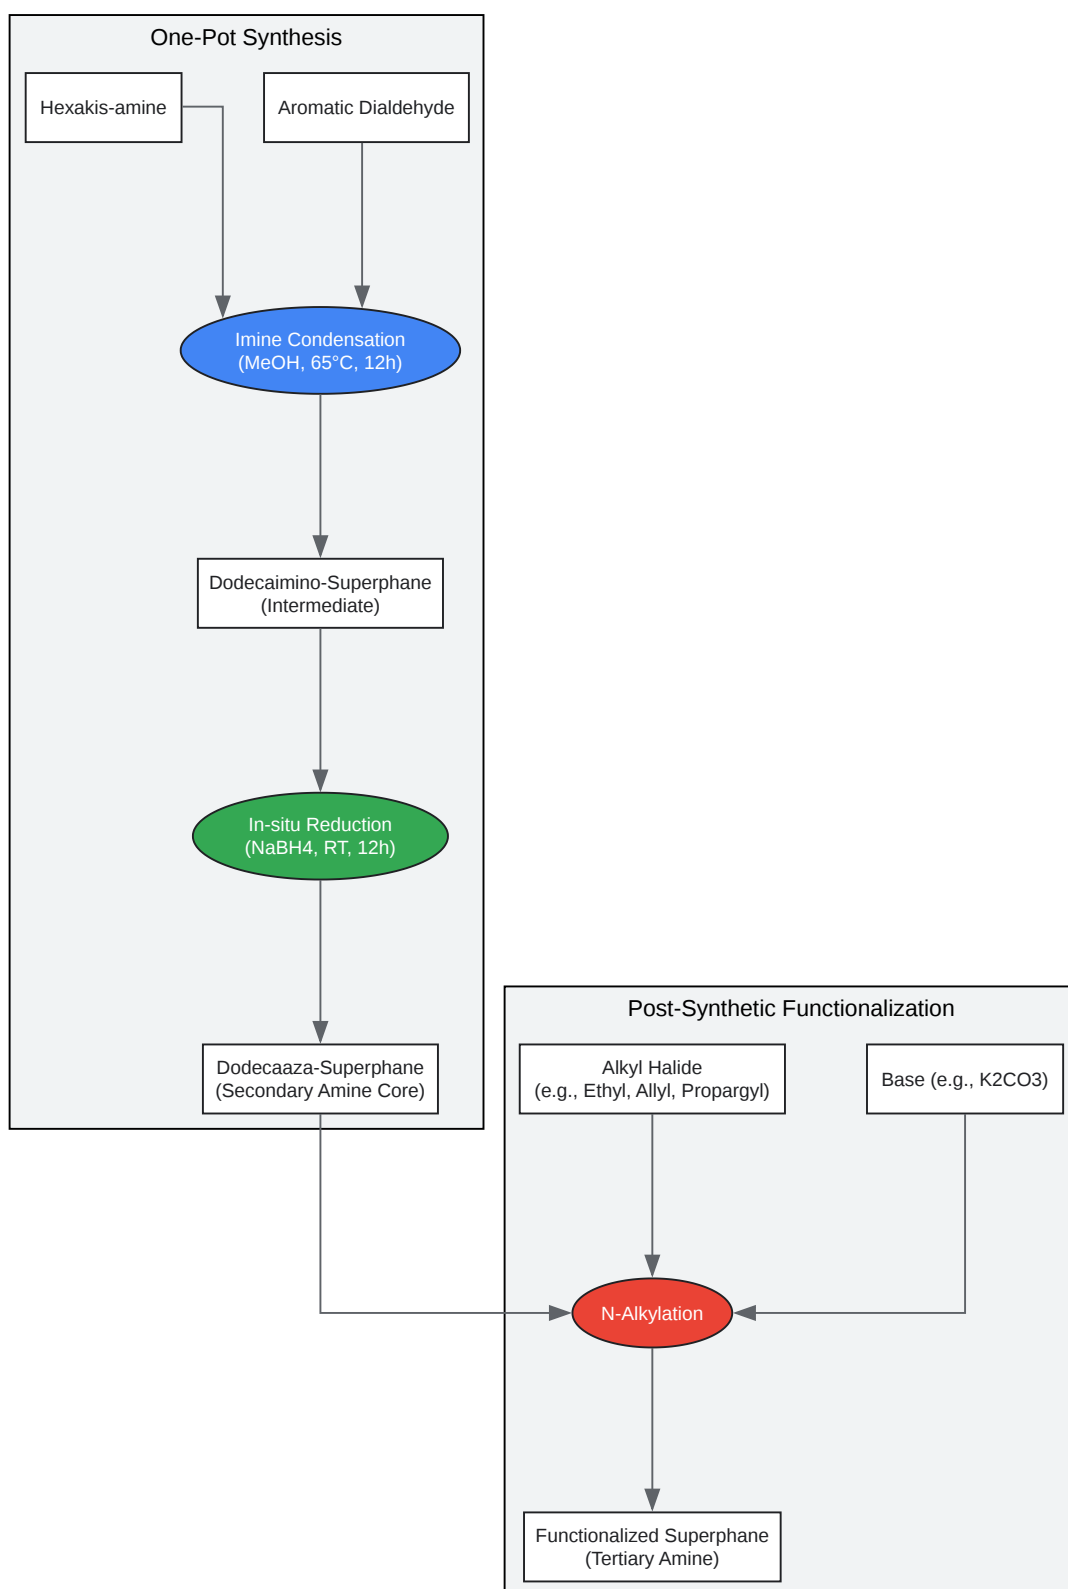 One-Pot Synthesis
Hexakis-amine
Aromatic Dialdehyde
Imine Condensation
(MeOH, 65°C, 12h)
Dodecaimino-Superphane
(Intermediate)
In-situ Reduction
(NaBH4, RT, 12h)
Dodecaaza-Superphane
(Secondary Amine Core)
Post-Synthetic Functionalization
Alkyl Halide
(e.g., Ethyl, Allyl, Propargyl)
Base (e.g., K2CO3)
N-Alkylation
Functionalized Superphane
(Tertiary Amine)